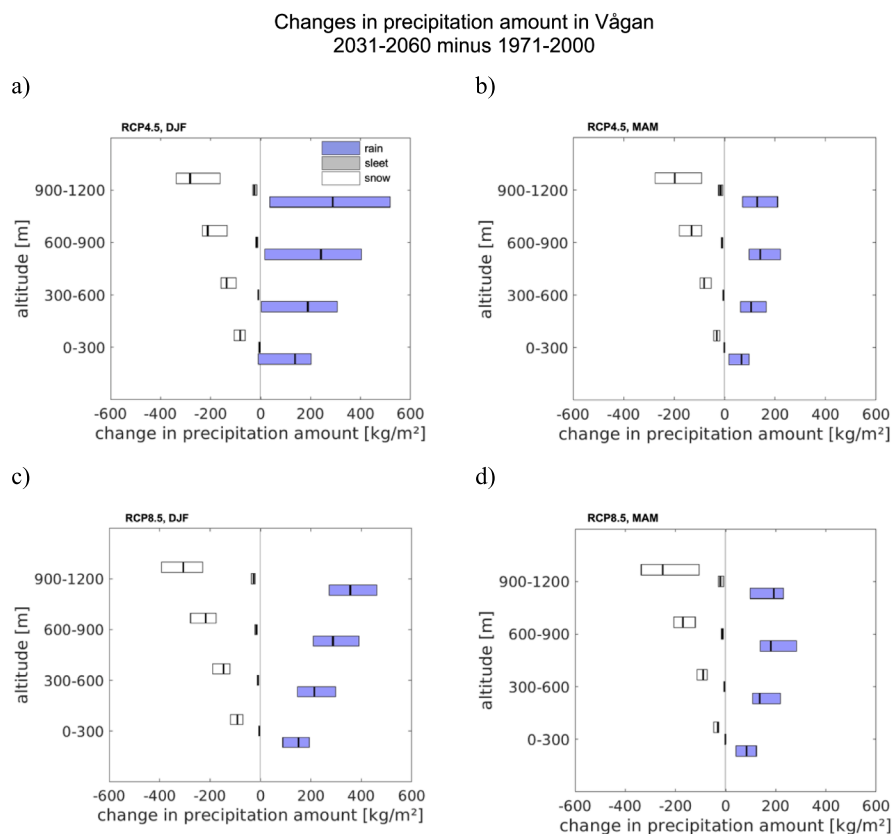 Changes in precipitation amount in Vågan
2031-2060 minus 1971-2000
a)
RCP4.5, DJF
rain
sleet
snow
altitude [m]
900-1200
600-900
300-600
0-300
-600 -400 -200 0 200 400 600
change in precipitation amount [kg/m²]
b)
RCP4.5, MAM
altitude [m]
900-1200
600-900
300-600
0-300
-600 -400 -200 0 200 400 600
change in precipitation amount [kg/m²]
c)
RCP8.5, DJF
altitude [m]
900-1200
600-900
300-600
0-300
-600 -400 -200 0 200 400 600
change in precipitation amount [kg/m²]
d)
RCP8.5, MAM
altitude [m]
900-1200
600-900
300-600
0-300
-600 -400 -200 0 200 400 600
change in precipitation amount [kg/m²]